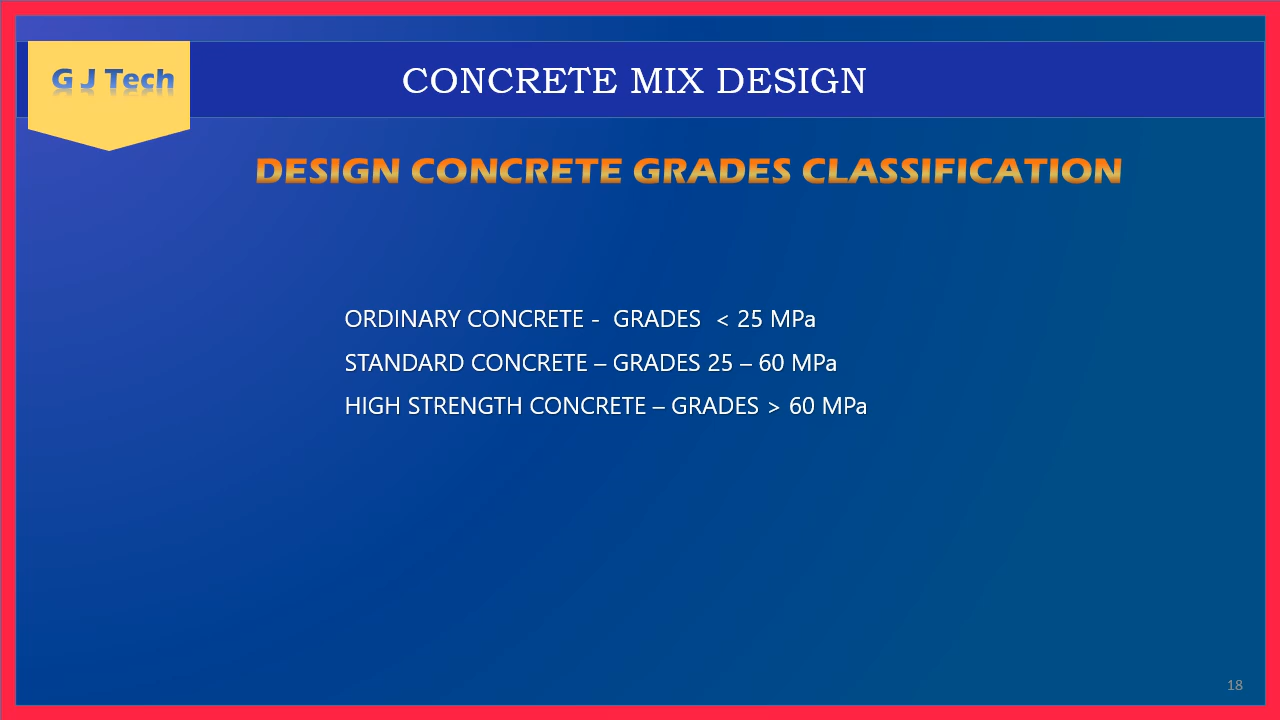 G J Tech
CONCRETE MIX DESIGN
DESIGN CONCRETE GRADES CLASSIFICATION
ORDINARY CONCRETE -  GRADES  < 25 MPa
STANDARD CONCRETE – GRADES 25 – 60 MPa
HIGH STRENGTH CONCRETE – GRADES > 60 MPa
18